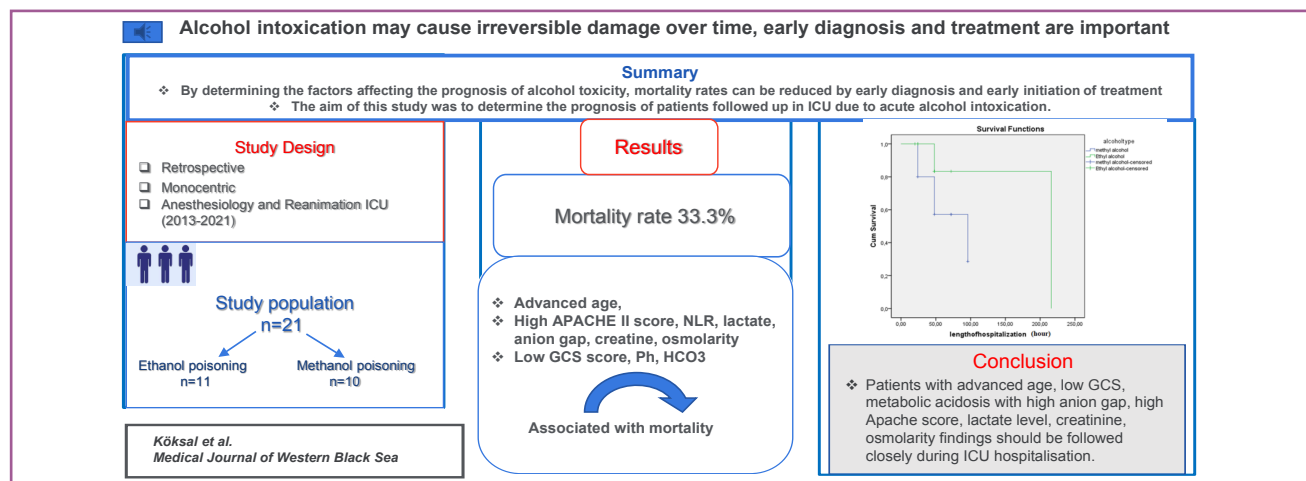 Alcohol intoxication may cause irreversible damage over time, early diagnosis and treatment are important
Summary
❖ By determining the factors affecting the prognosis of alcohol toxicity, mortality rates can be reduced by early diagnosis and early initiation of treatment
❖ The aim of this study was to determine the prognosis of patients followed up in ICU due to acute alcohol intoxication.
Study Design
❑ Retrospective
❑ Monocentric
❑ Anesthesiology and Reanimation ICU
(2013-2021)
Study population
n=21
Ethanol poisoning
n=11
Methanol poisoning
n=10
Köksal et al.
Medical Journal of Western Black Sea
Results
Mortality rate 33.3%
❖ Advanced age,
❖ High APACHE II score, NLR, lactate,
anion gap, creatine, osmolarity
❖ Low GCS score, Ph, HCO3
Associated with mortality
Survival Functions
alcoholtype
methyl alcohol
Ethyl alcohol
methyl alcohol-censored
Ethyl alcohol-censored
Cum Survival
1,0
0,8
0,6
0,4
0,2
0,0
0,00 50,00 100,00 150,00 200,00 250,00
lengthofhospitalization (hour)
Conclusion
❖ Patients with advanced age, low GCS,
metabolic acidosis with high anion gap, high
Apache score, lactate level, creatinine,
osmolarity findings should be followed
closely during ICU hospitalisation.